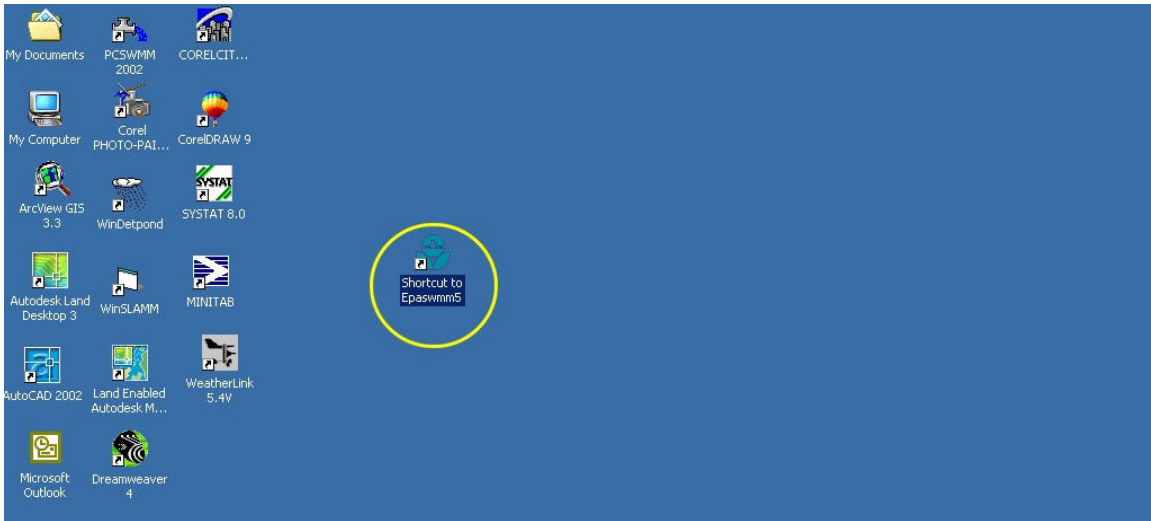 My Documents
PCSWMM
2002
CORELCIT...
My Computer
Corel
PHOTO-PAI...
CorelDRAW 9
ArcView GIS
3.3
WinDetpond
SYSTAT
SYSTAT 8.0
Shortcut to
Epaswmm5
Autodesk Land
Desktop 3
WinSLAMM
MINITAB
AutoCAD 2002
Land Enabled
Autodesk M...
WeatherLink
5.4V
Microsoft
Outlook
Dreamweaver
4